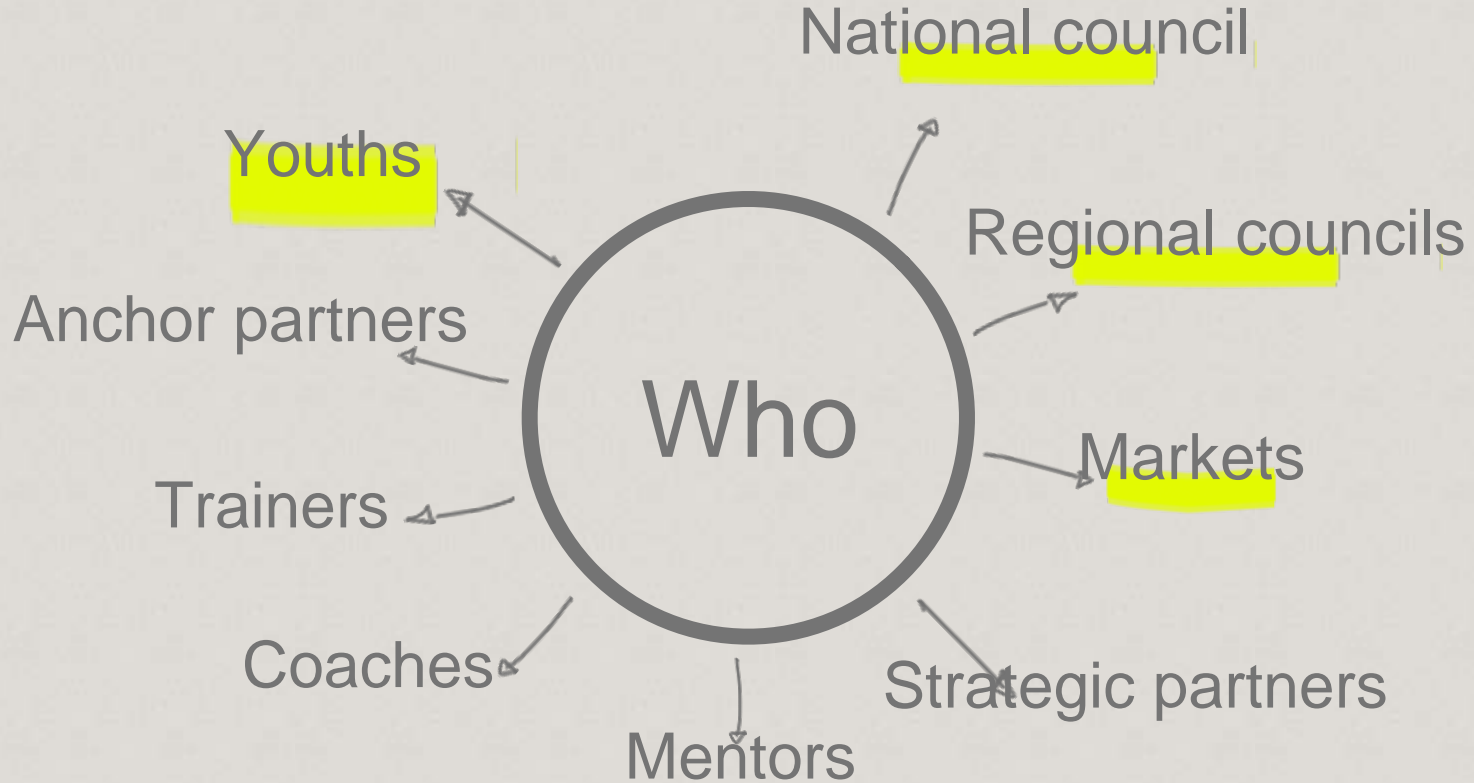 National council
Youths
Regional councils
Anchor partners
Who
Markets
Trainers
Coaches
Strategic partners
Mentors